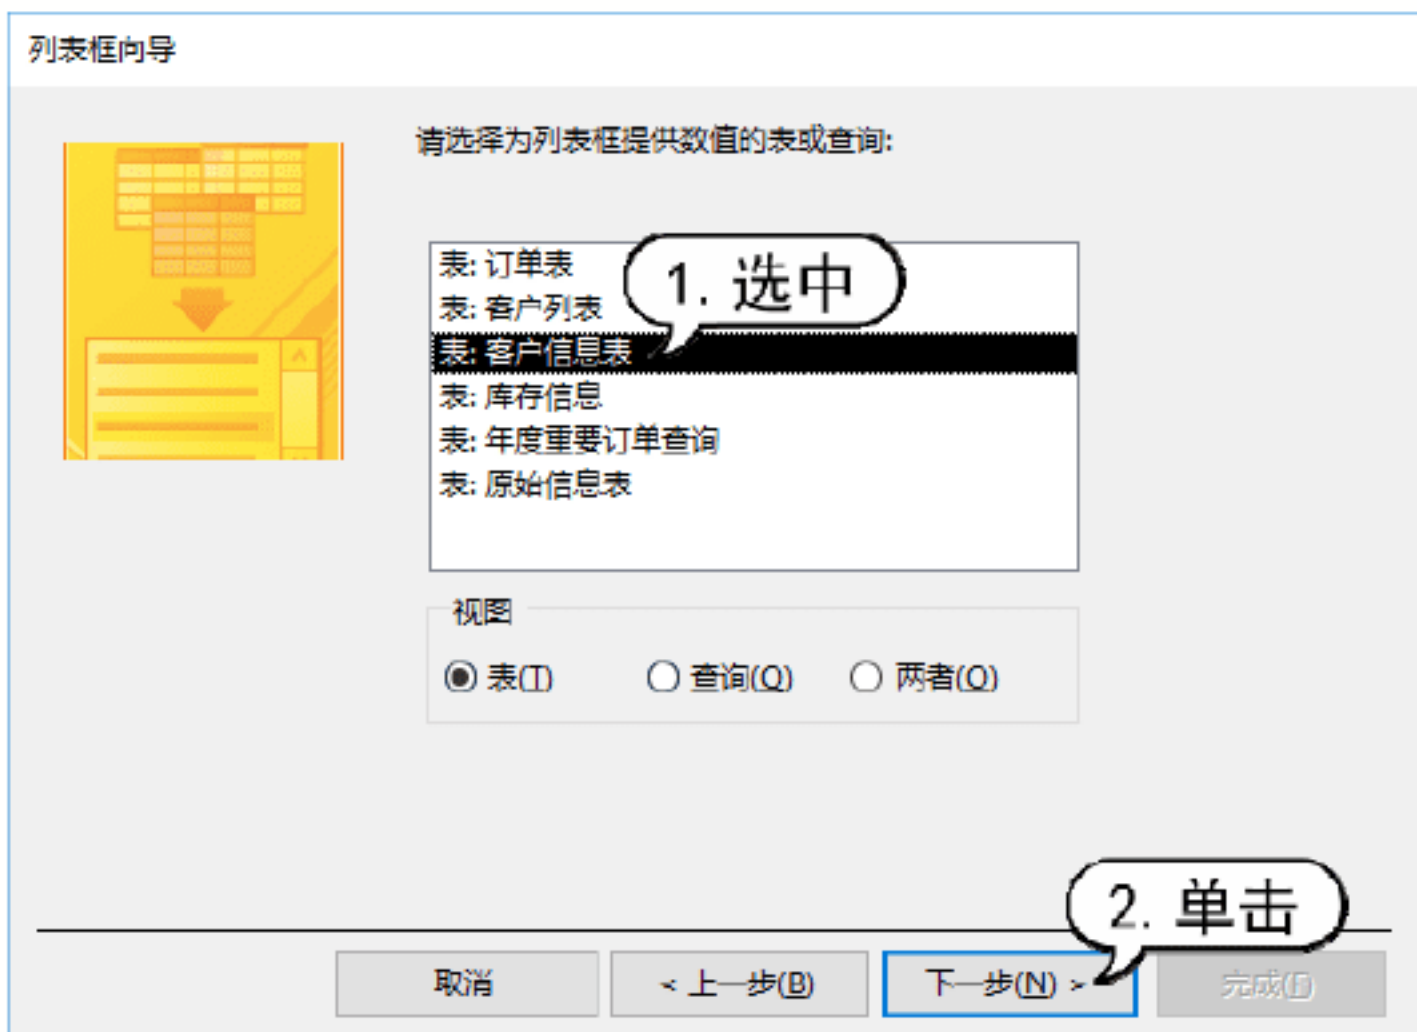 列表框向导
请选择为列表框提供数值的表或查询:
表: 订单表
1. 选中
表: 客户列表
表: 客户信息表
表: 库存信息
表: 年度重要订单查询
表: 原始信息表
视图
表(T) 查询(Q) 两者(O)
2. 单击
取消 < 上一步(B) 下一步(N) > 完成(F)